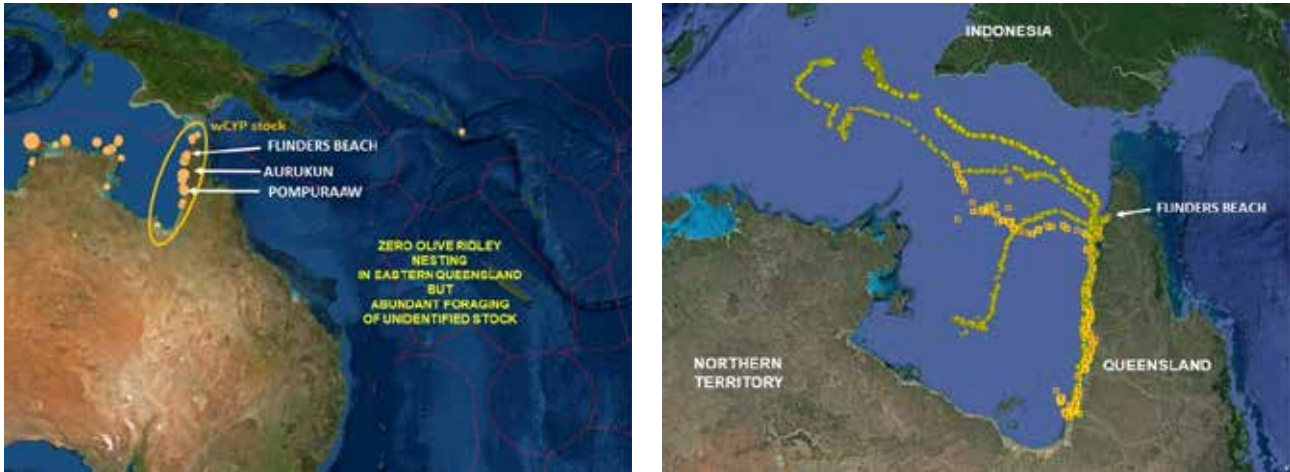 wCYP stock
FLINDERS BEACH
AURUKUN
POMPURAAW
ZERO OLIVE RIDLEY
NESTING
IN EASTERN QUEENSLAND
BUT
ABUNDANT FORAGING
OF UNIDENTIFIED STOCK
INDONESIA
FLINDERS BEACH
NORTHERN
TERRITORY
QUEENSLAND